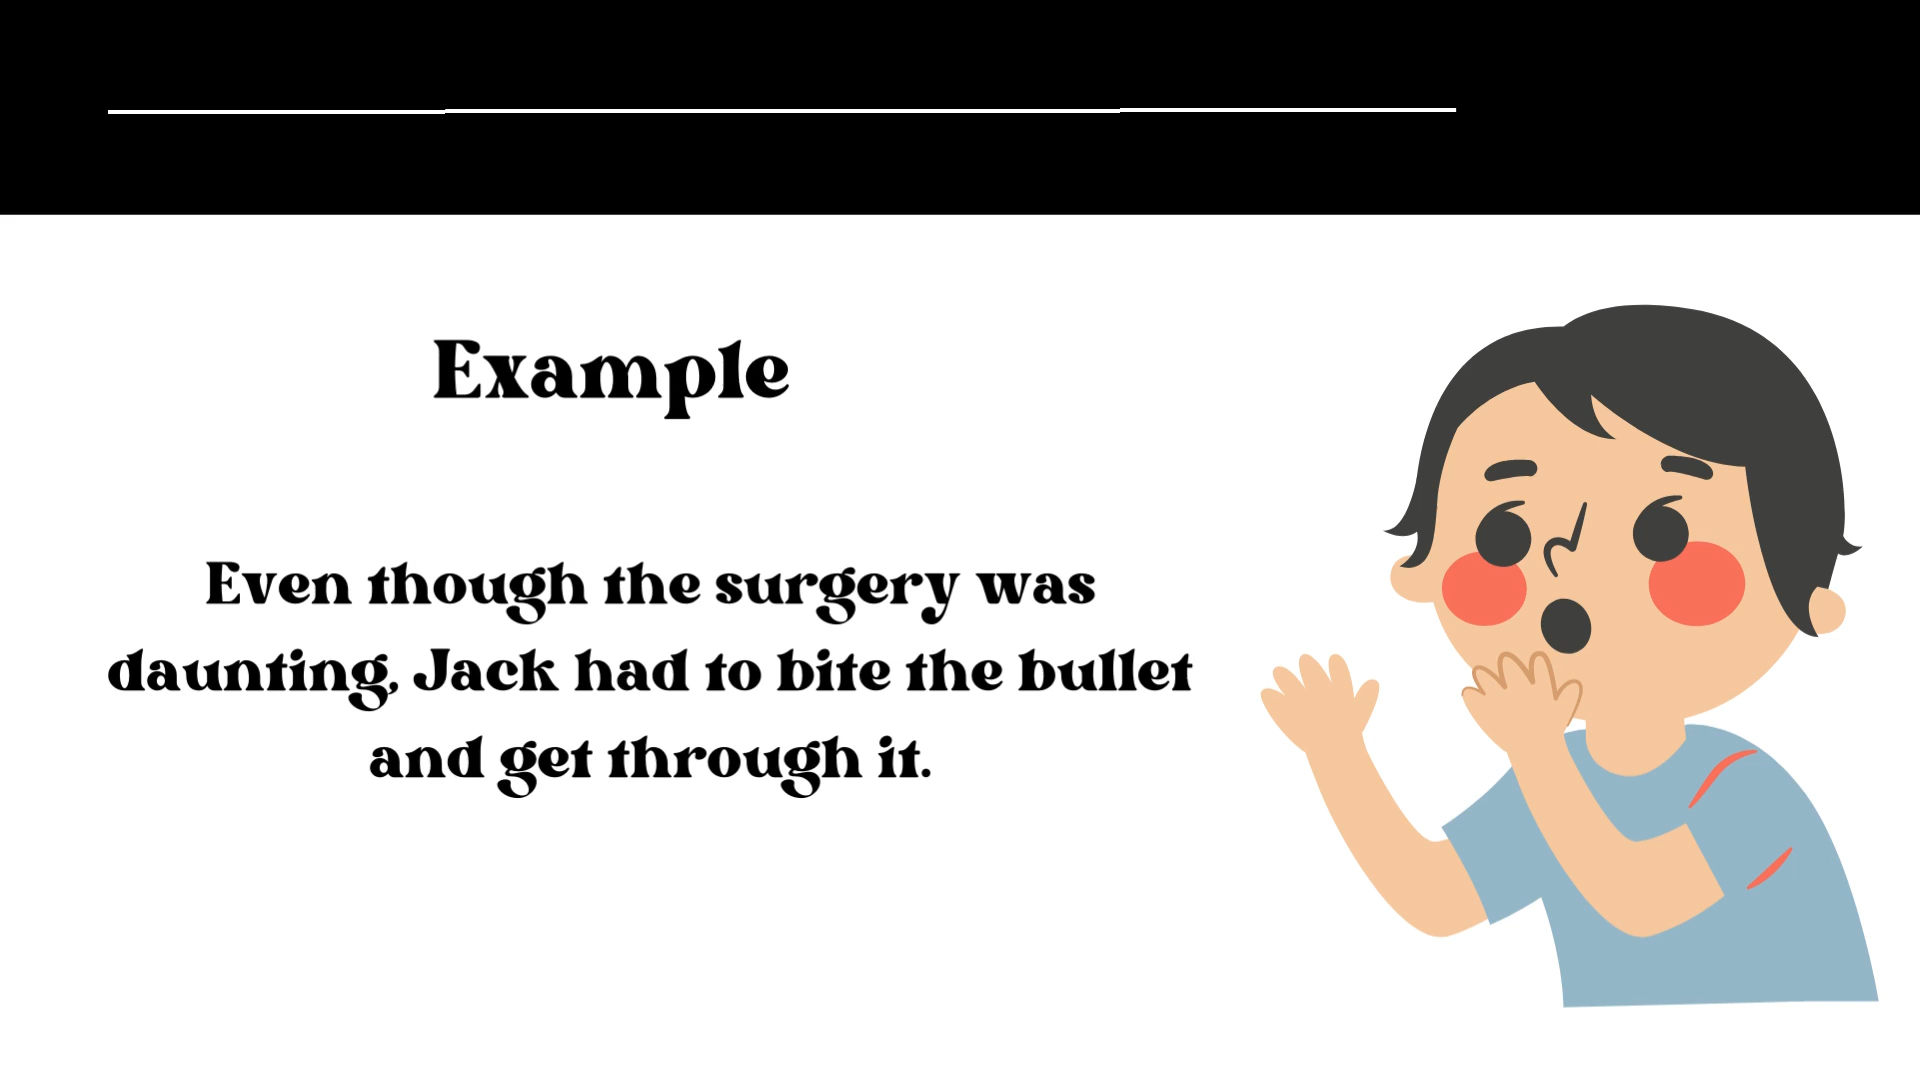 Example
Even though the surgery was
daunting, Jack had to bite the bullet
and get through it.